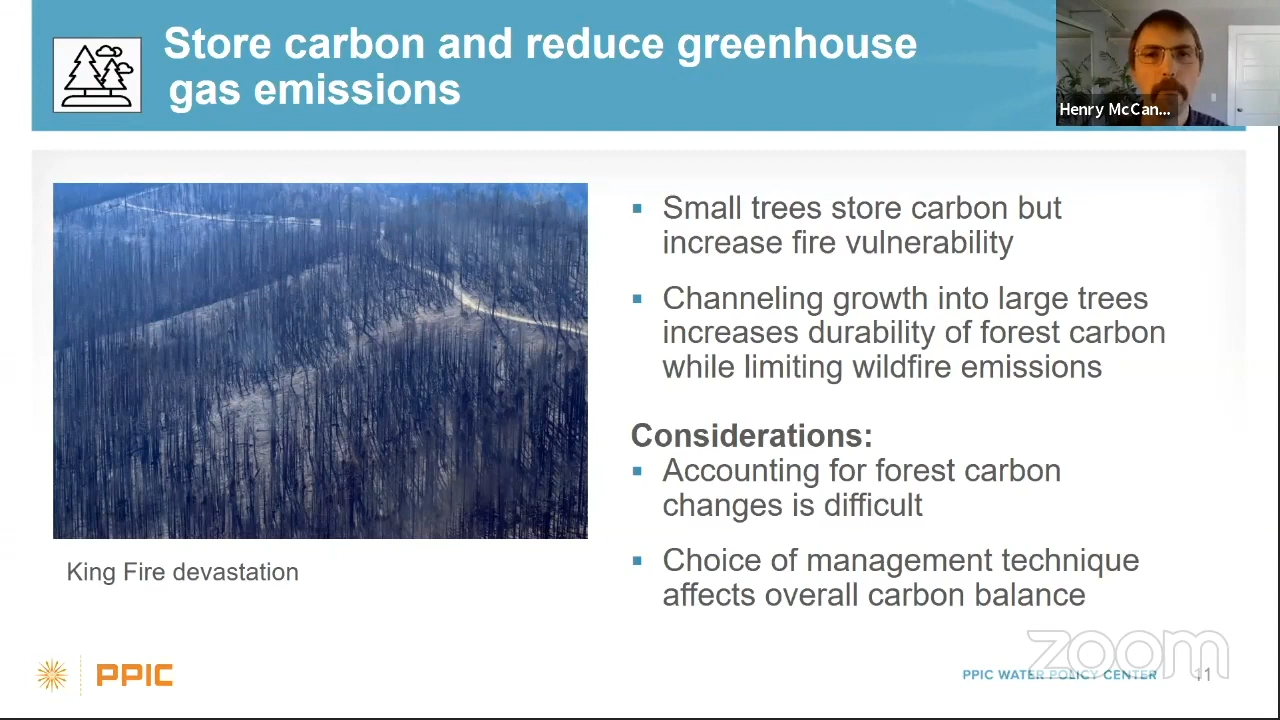 Store carbon and reduce greenhouse
gas emissions
Henry McCan...
▪ Small trees store carbon but
increase fire vulnerability
▪ Channeling growth into large trees
increases durability of forest carbon
while limiting wildfire emissions
Considerations:
▪ Accounting for forest carbon
changes is difficult
▪ Choice of management technique
affects overall carbon balance
King Fire devastation
PPIC
PPIC WATER POLICY CENTER
11
zoom